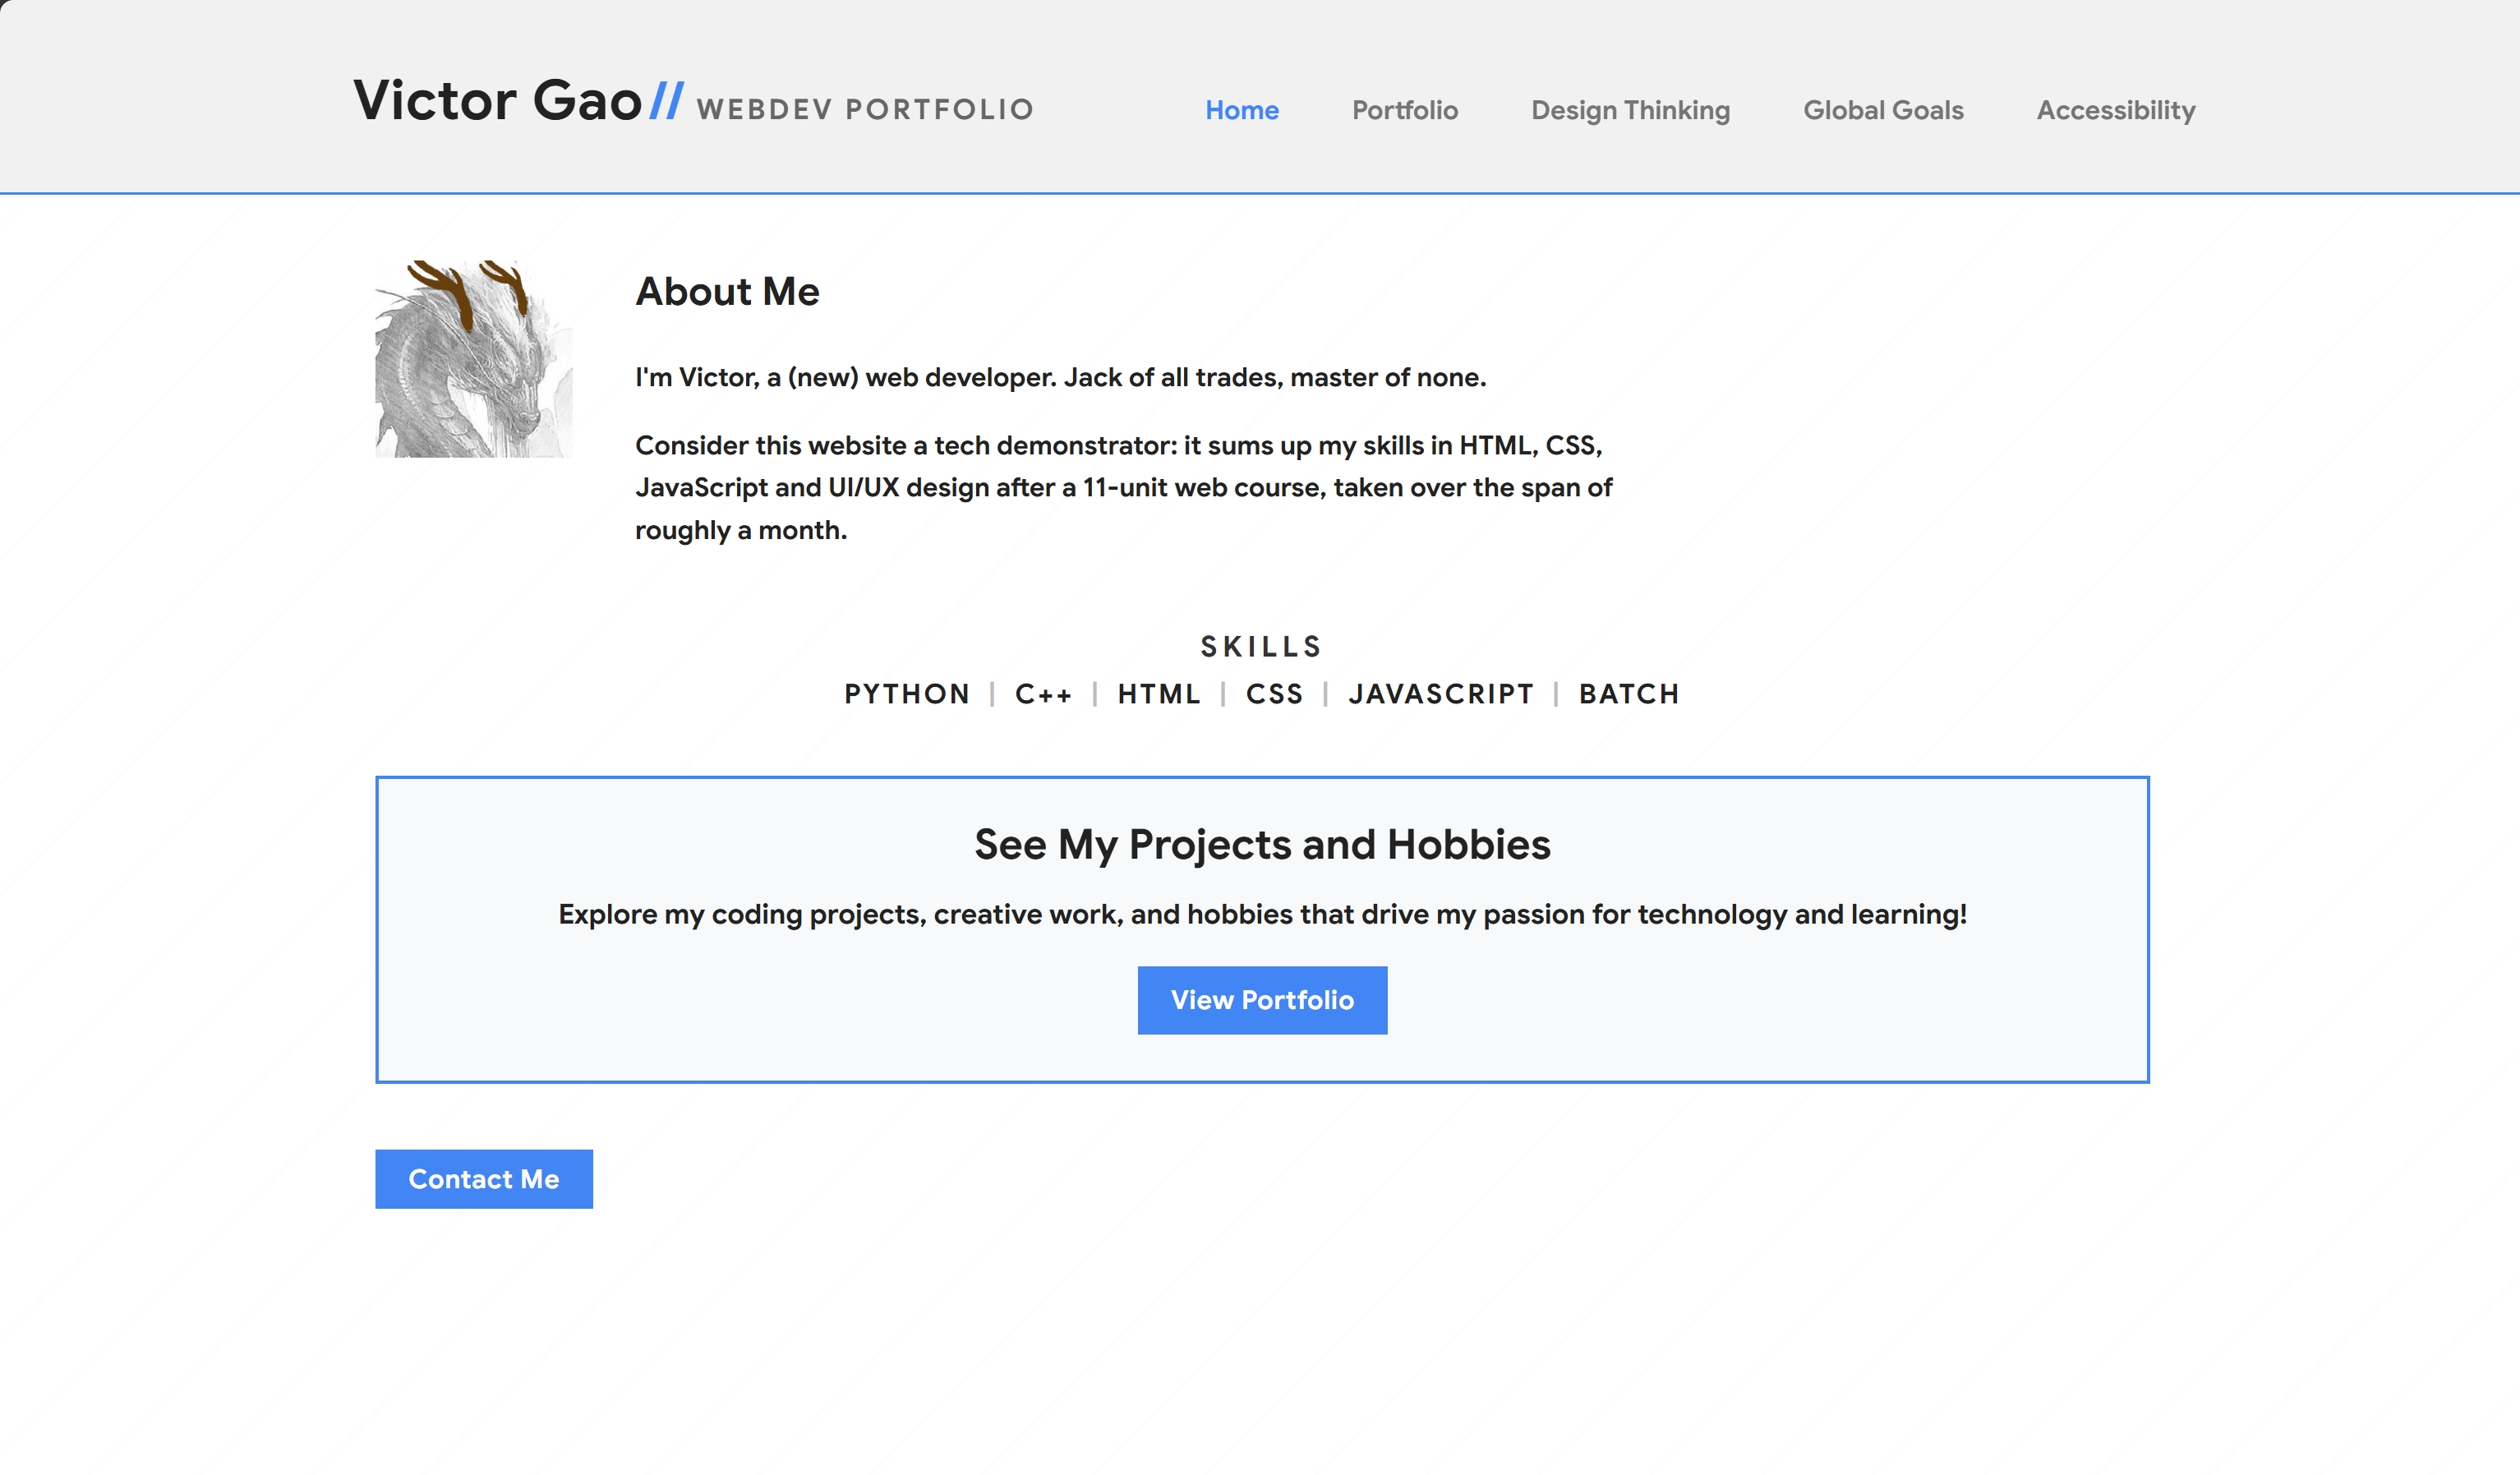 Victor Gao // WEBDEV PORTFOLIO
Home Portfolio Design Thinking Global Goals Accessibility
About Me
I'm Victor, a (new) web developer. Jack of all trades, master of none.
Consider this website a tech demonstrator: it sums up my skills in HTML, CSS,
JavaScript and UI/UX design after a 11-unit web course, taken over the span of
roughly a month.
SKILLS
PYTHON | C++ | HTML | CSS | JAVASCRIPT | BATCH
See My Projects and Hobbies
Explore my coding projects, creative work, and hobbies that drive my passion for technology and learning!
View Portfolio
Contact Me